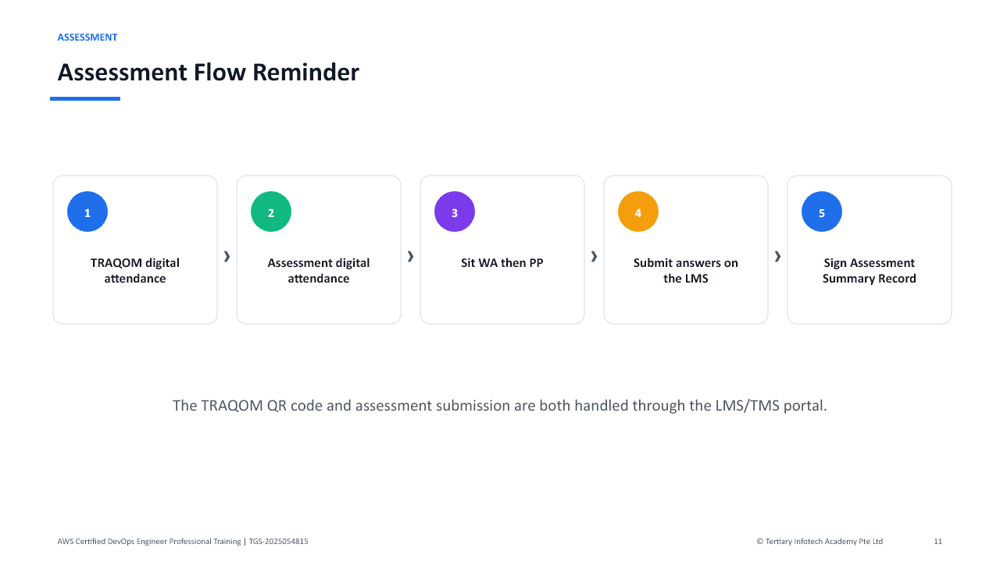 ASSESSMENT
Assessment Flow Reminder
1
TRAQOM digital
attendance
❯
2
Assessment digital
attendance
❯
3
Sit WA then PP
❯
4
Submit answers on
the LMS
❯
5
Sign Assessment
Summary Record
The TRAQOM QR code and assessment submission are both handled through the LMS/TMS portal.
AWS Certified DevOps Engineer Professional Training | TGS-2025054815
© Tertiary Infotech Academy Pte Ltd
11